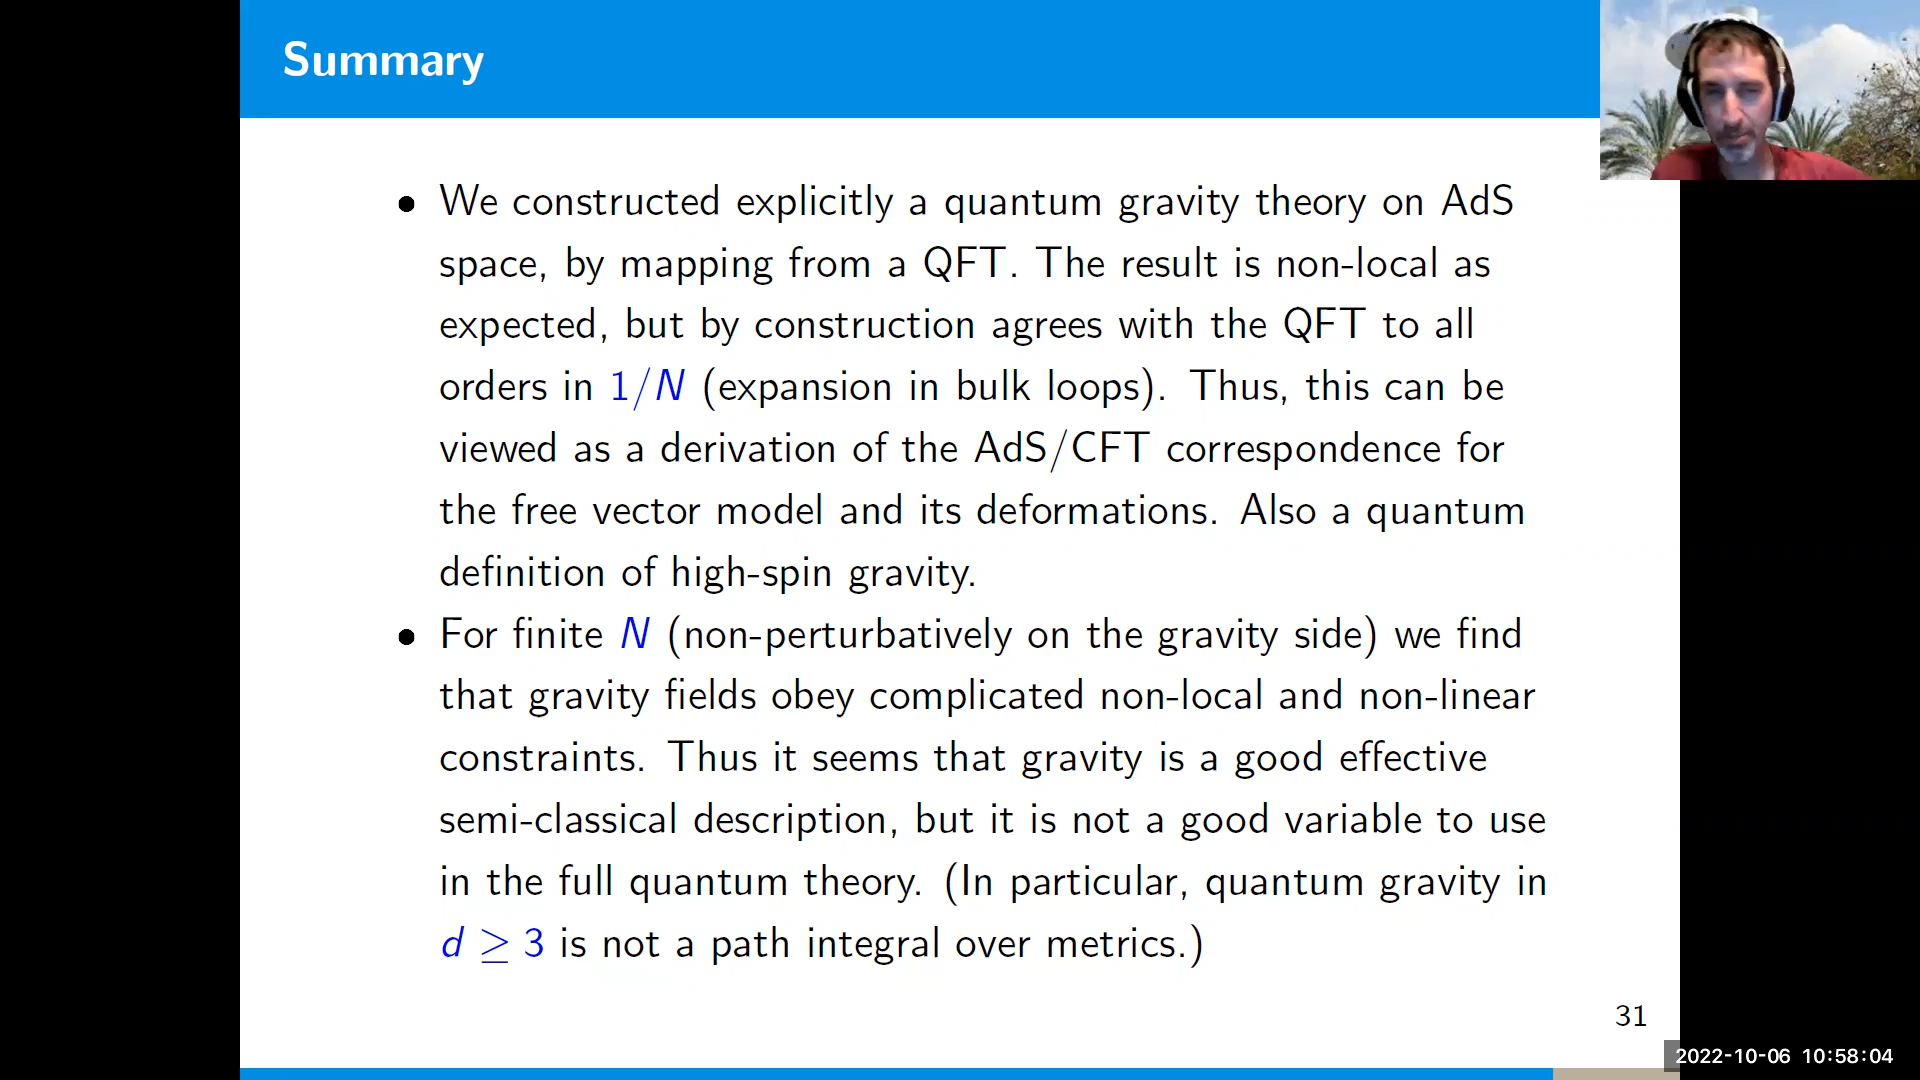 Summary
• We constructed explicitly a quantum gravity theory on AdS
space, by mapping from a QFT. The result is non-local as
expected, but by construction agrees with the QFT to all
orders in 1/N (expansion in bulk loops). Thus, this can be
viewed as a derivation of the AdS/CFT correspondence for
the free vector model and its deformations. Also a quantum
definition of high-spin gravity.
• For finite N (non-perturbatively on the gravity side) we find
that gravity fields obey complicated non-local and non-linear
constraints. Thus it seems that gravity is a good effective
semi-classical description, but it is not a good variable to use
in the full quantum theory. (In particular, quantum gravity in
d ≥ 3 is not a path integral over metrics.)
31
2022-10-06 10:58:04